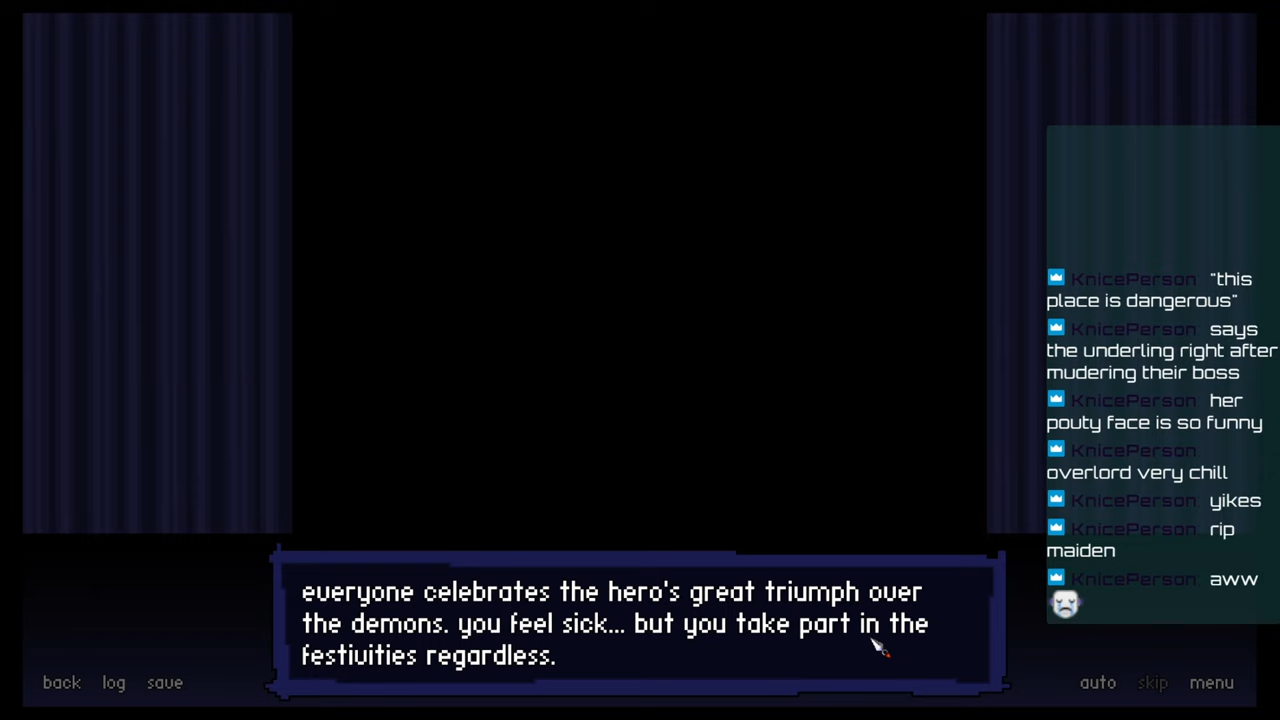 KnicePerson: "this
place is dangerous"
KnicePerson: says
the underling right after
mudering their boss
KnicePerson: her
pouty face is so funny
KnicePerson:
overlord very chill
KnicePerson: yikes
KnicePerson: rip
maiden
KnicePerson: aww
everyone celebrates the hero's great triumph over
the demons. you feel sick... but you take part in the
festivities regardless.
back log save
auto skip menu